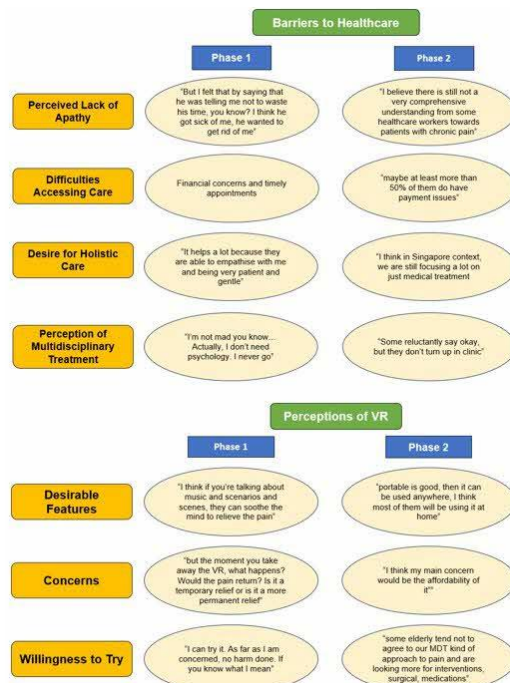 Barriers to Healthcare
Phase 1
Phase 2
Perceived Lack of
Apathy
"But I felt that by saying that
he was telling me not to waste
his time, you know? I think he
got sick of me, he wanted to
get rid of me"
"I believe there is still not a
very comprehensive
understanding from some
healthcare workers towards
patients with chronic pain"
Difficulties
Accessing Care
Financial concerns and timely
appointments
"maybe at least more than
50% of them do have
payment issues"
Desire for Holistic
Care
"It helps a lot because they
are able to empathise with me
and being very patient and
gentle"
"I think in Singapore context,
we are still focusing a lot on
just medical treatment
Perception of
Multidisciplinary
Treatment
"I'm not mad you know...
Actually, I don't need
psychology. I never go"
"Some reluctantly say okay,
but they don't turn up in clinic"
Perceptions of VR
Phase 1
Phase 2
Desirable
Features
"I think if you're talking about
music and scenarios and
scenes, they can soothe the
mind to relieve the pain"
"portable is good, then it can
be used anywhere, I think
most of them will be using it at
home"
Concerns
"but the moment you take
away the VR, what happens?
Would the pain return? Is it a
temporary relief or is it a more
permanent relief"
"I think my main concern
would be the affordability of
it""
Willingness to Try
"I can try it. As far as I am
concerned, no harm done. If
you know what I mean"
"some elderly tend not to
agree to our MDT kind of
approach to pain and are
looking more for interventions,
surgical, medications"